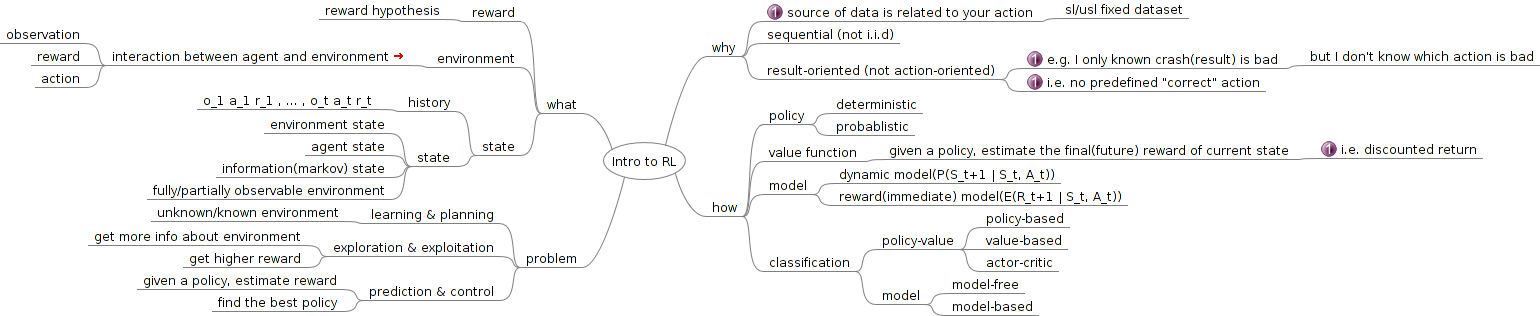 Intro to RL
why
1 source of data is related to your action
sl/usl fixed dataset
sequential (not i.i.d)
result-oriented (not action-oriented)
1 e.g. I only known crash(result) is bad
but I don't know which action is bad
1 i.e. no predefined "correct" action
how
policy
deterministic
probablistic
value function
given a policy, estimate the final(future) reward of current state
1 i.e. discounted return
model
dynamic model(P(S_t+1 | S_t, A_t))
reward(immediate) model(E(R_t+1 | S_t, A_t))
classification
policy-value
policy-based
value-based
actor-critic
model
model-free
model-based
what
reward
reward hypothesis
environment
interaction between agent and environment
observation
reward
action
state
history
o_1 a_1 r_1 , ... , o_t a_t r_t
state
environment state
agent state
information(markov) state
fully/partially observable environment
problem
learning & planning
unknown/known environment
exploration & exploitation
get more info about environment
get higher reward
prediction & control
given a policy, estimate reward
find the best policy